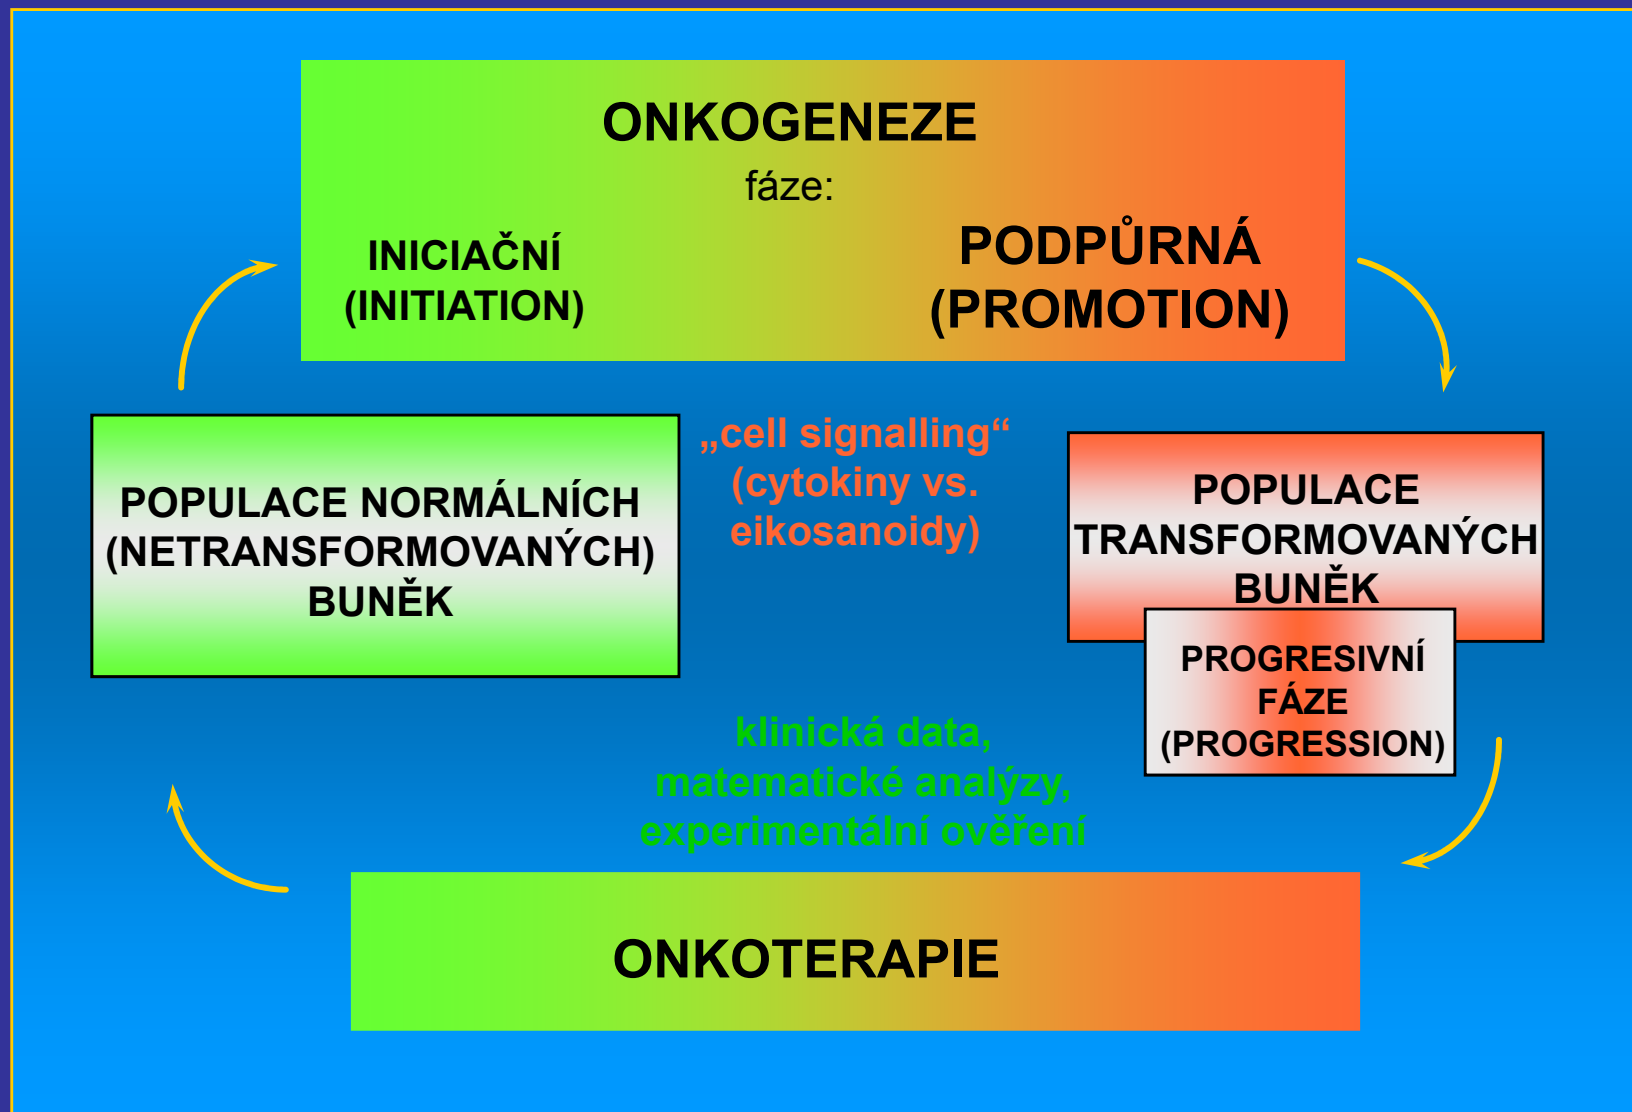 ONKOGENEZE
fáze:
INICIAČNÍ
(INITIATION)
PODPŮRNÁ
(PROMOTION)
POPULACE NORMÁLNÍCH
(NETRANSFORMOVANÝCH)
BUNĚK
„cell signalling“
(cytokiny vs.
eikosanoidy)
POPULACE
TRANSFORMOVANÝCH
BUNĚK
PROGRESIVNÍ
FÁZE
(PROGRESSION)
klinická data,
matematické analýzy,
experimentální ověření
ONKOTERAPIE